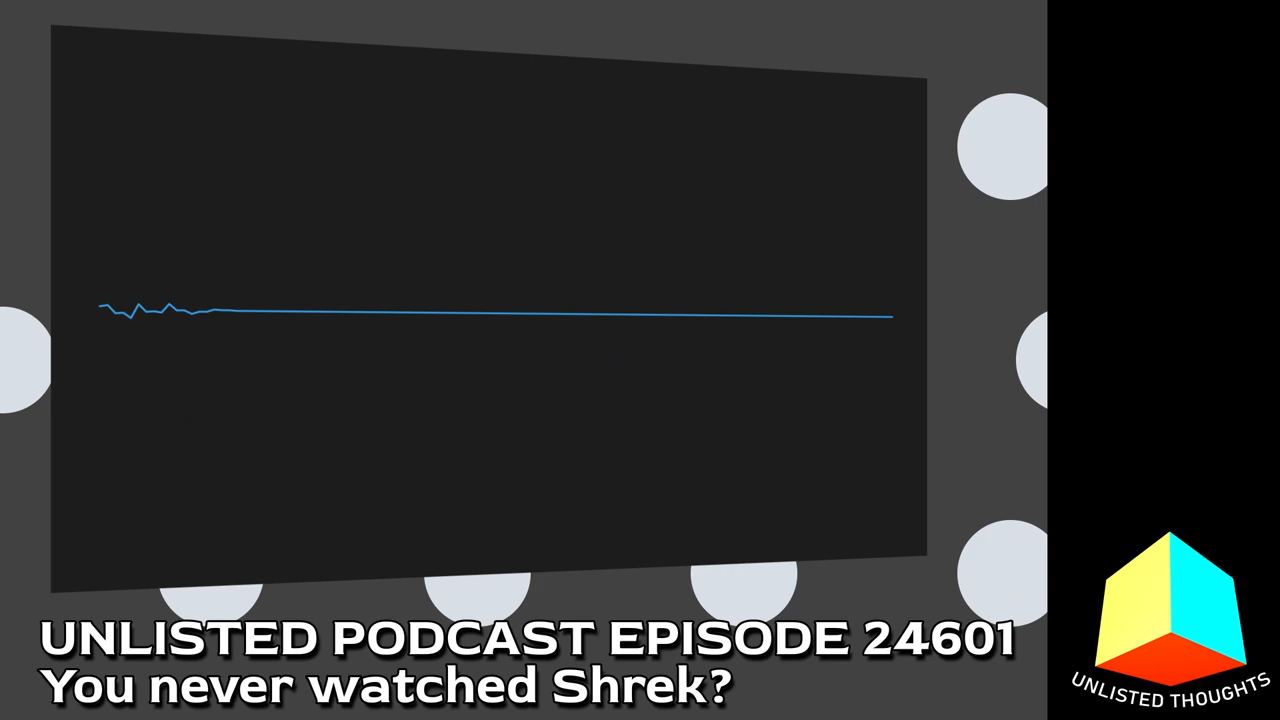 UNLISTED PODCAST EPISODE 24601
You never watched Shrek?
UNLISTED THOUGHTS